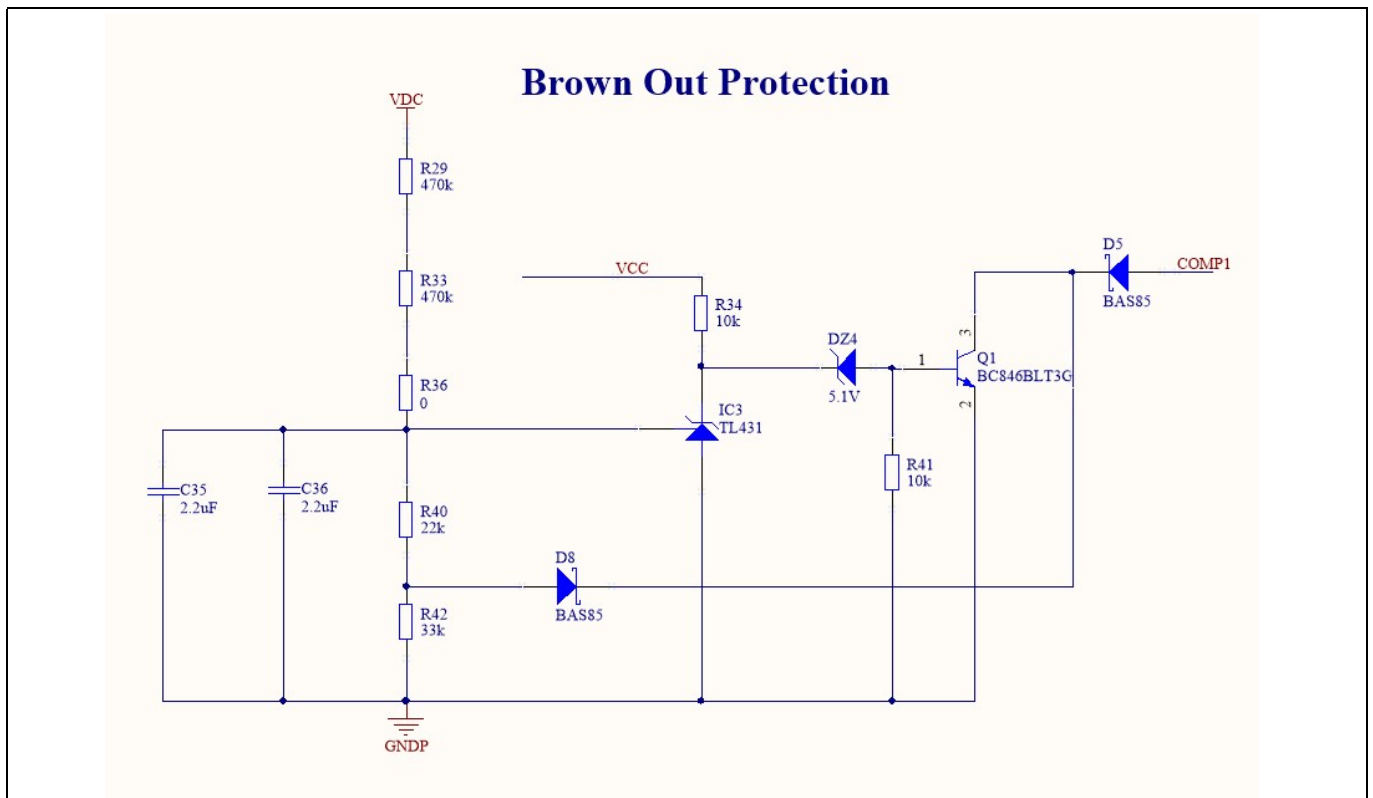 Brown Out Protection
VDC
R29
470k
R33
470k
R36
0
VCC
R34
10k
D5
COMP1
BAS85
DZ4
5.1V
1
3
Q1
BC846BLT3G
2
IC3
TL431
R41
10k
C35
2.2uF
C36
2.2uF
R40
22k
D8
BAS85
R42
33k
GNDP